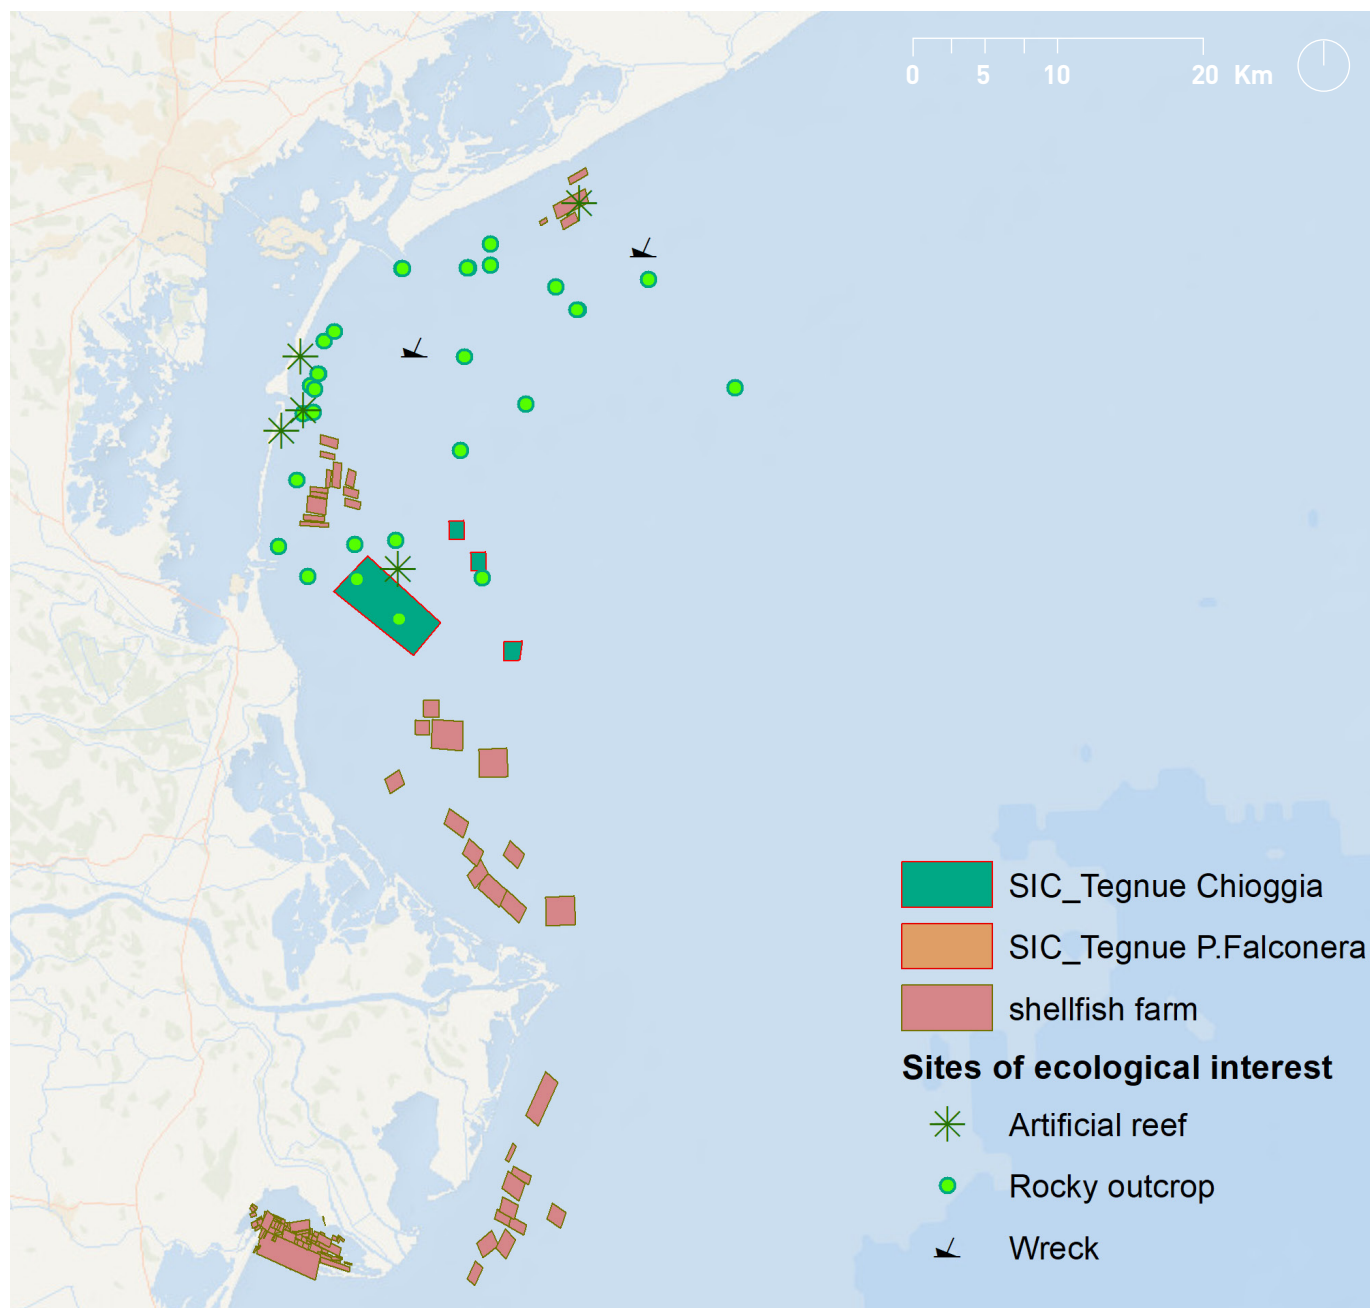 0 5 10 20 Km
SIC_Tegnue Chioggia
SIC_Tegnue P.Falconera
shellfish farm
Sites of ecological interest
Artificial reef
Rocky outcrop
Wreck